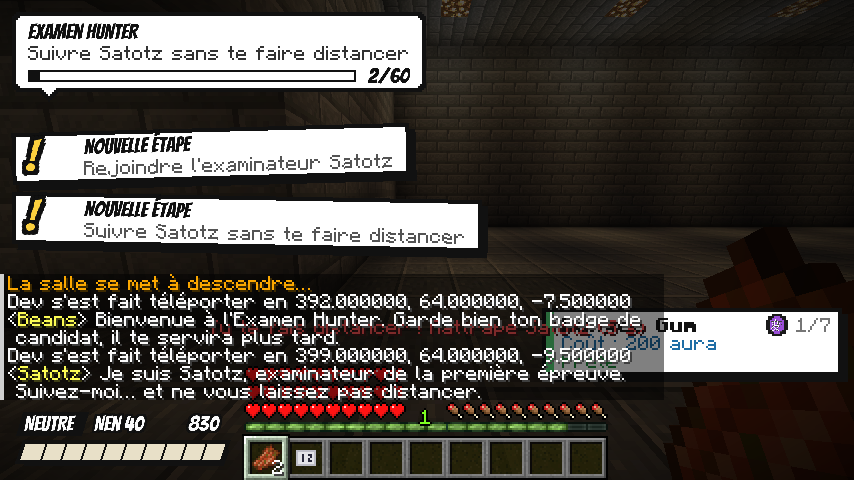 EXAMEN HUNTER
Suivre Satotz sans te faire distancer
2/60
NOUVELLE ÉTAPE
Rejoindre l'examinateur Satotz
NOUVELLE ÉTAPE
Suivre Satotz sans te faire distancer
La salle se met à descendre...
Dev s'est fait téléporter en 392.000000, 64.000000, -7.500000
<Beans> Bienvenue à l'Examen Hunter. Garde bien ton badge de
candidat, il te servira plus tard.
Dev s'est fait téléporter en 399.000000, 64.000000, -9.500000
<Satotz> Je suis Satotz, examinateur de la première épreuve.
Suivez-moi... et ne vous laissez pas distancer.
Gum
1/7
Coût : 200 aura
1
NEUTRE NEN 40 830
2
12